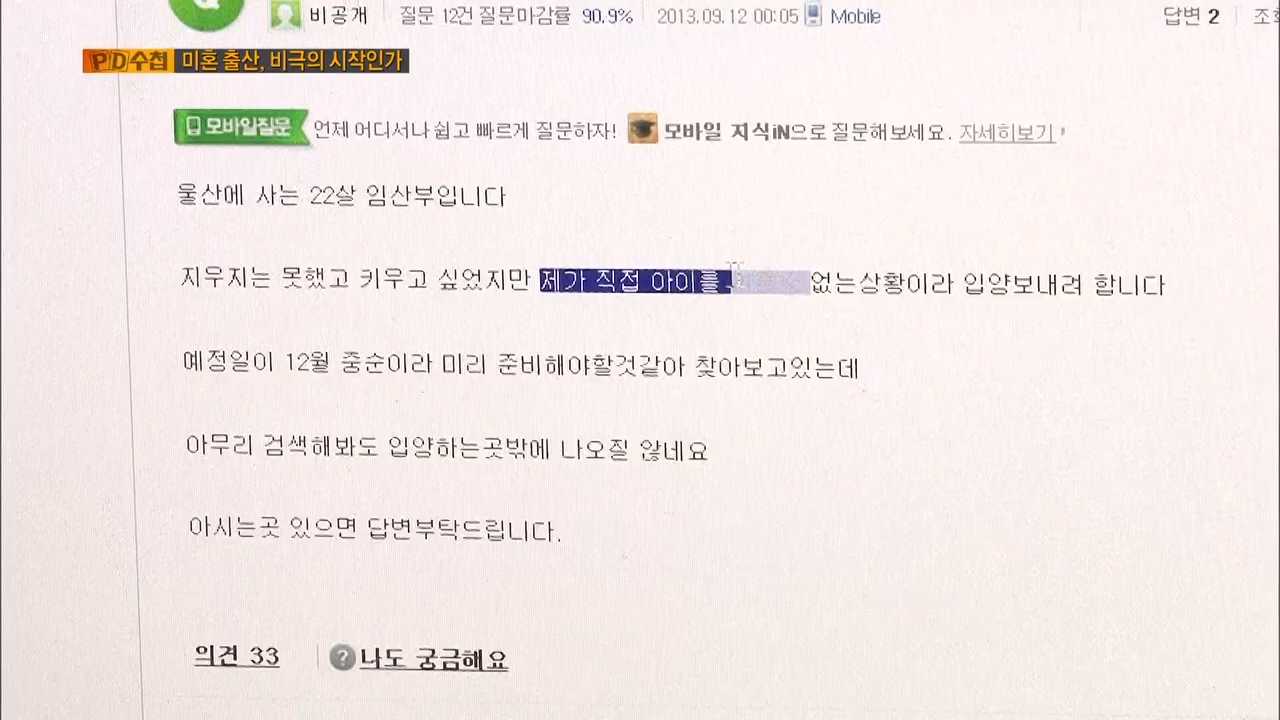 비공개 질문 12건 질문마감률 90.9% 2013.09.12 00:05 Mobile 답변 2
PD수첩 미혼 출산, 비극의 시작인가
모바일질문 언제 어디서나 쉽고 빠르게 질문하자! 모바일 지식iN으로 질문해보세요. 자세히보기
울산에 사는 22살 임산부입니다
지우지는 못했고 키우고 싶었지만 제가 직접 아이를 없는상황이라 입양보내려 합니다
예정일이 12월 중순이라 미리 준비해야할것같아 찾아보고있는데
아무리 검색해봐도 입양하는곳밖에 나오질 않네요
아시는곳 있으면 답변부탁드립니다.
의견 33 나도 궁금해요